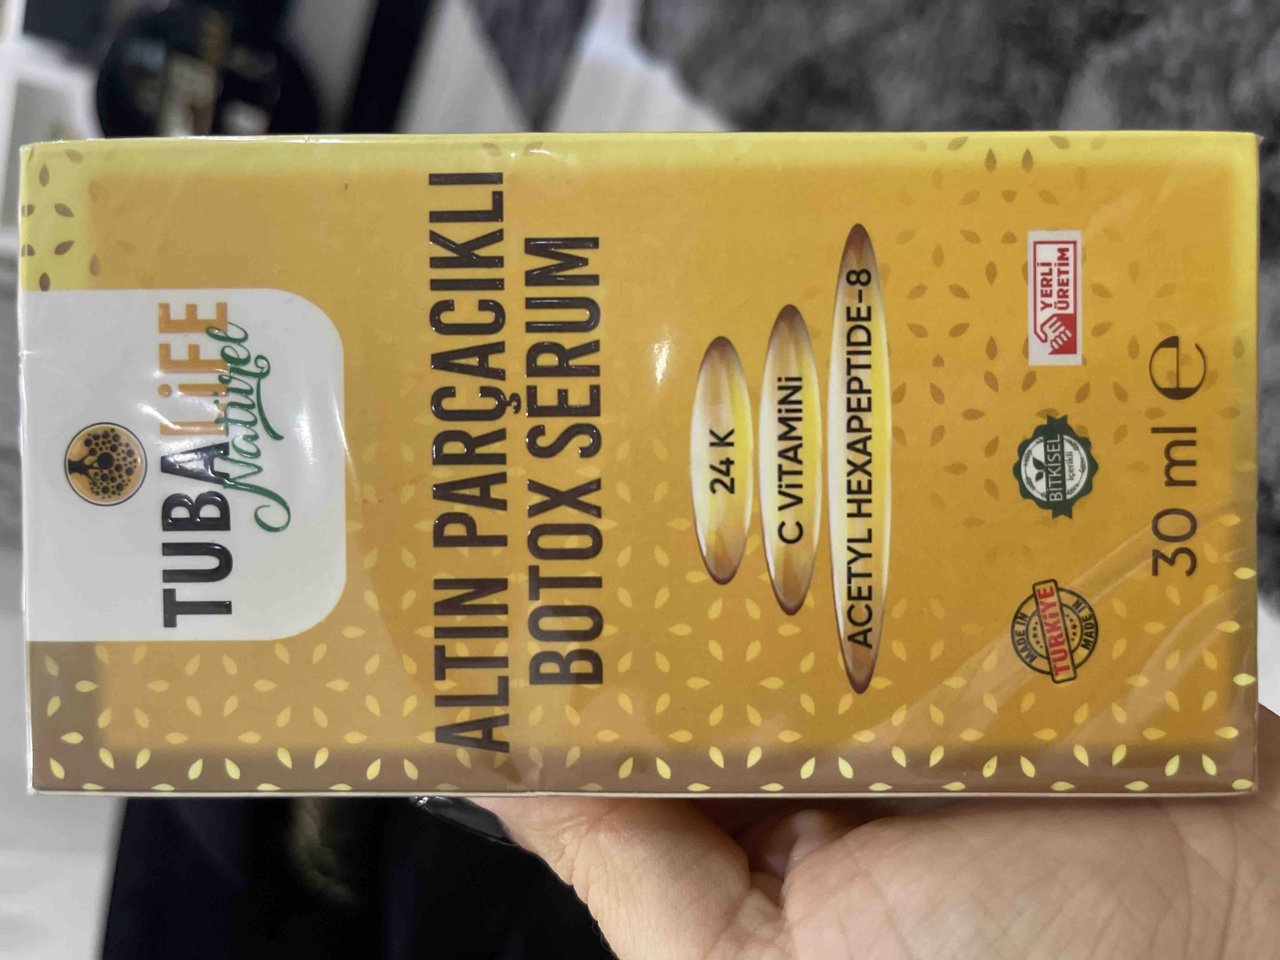 TUBALiFE
Naturel
ALTIN PARÇACIKLI
BOTOX SERUM
24 K
C ViTAMiNi
ACETYL HEXAPEPTIDE-8
MADE IN
TÜRKİYE
MADE IN
BİTKİSEL
içerikli
YERLİ
ÜRETİM
30 ml e